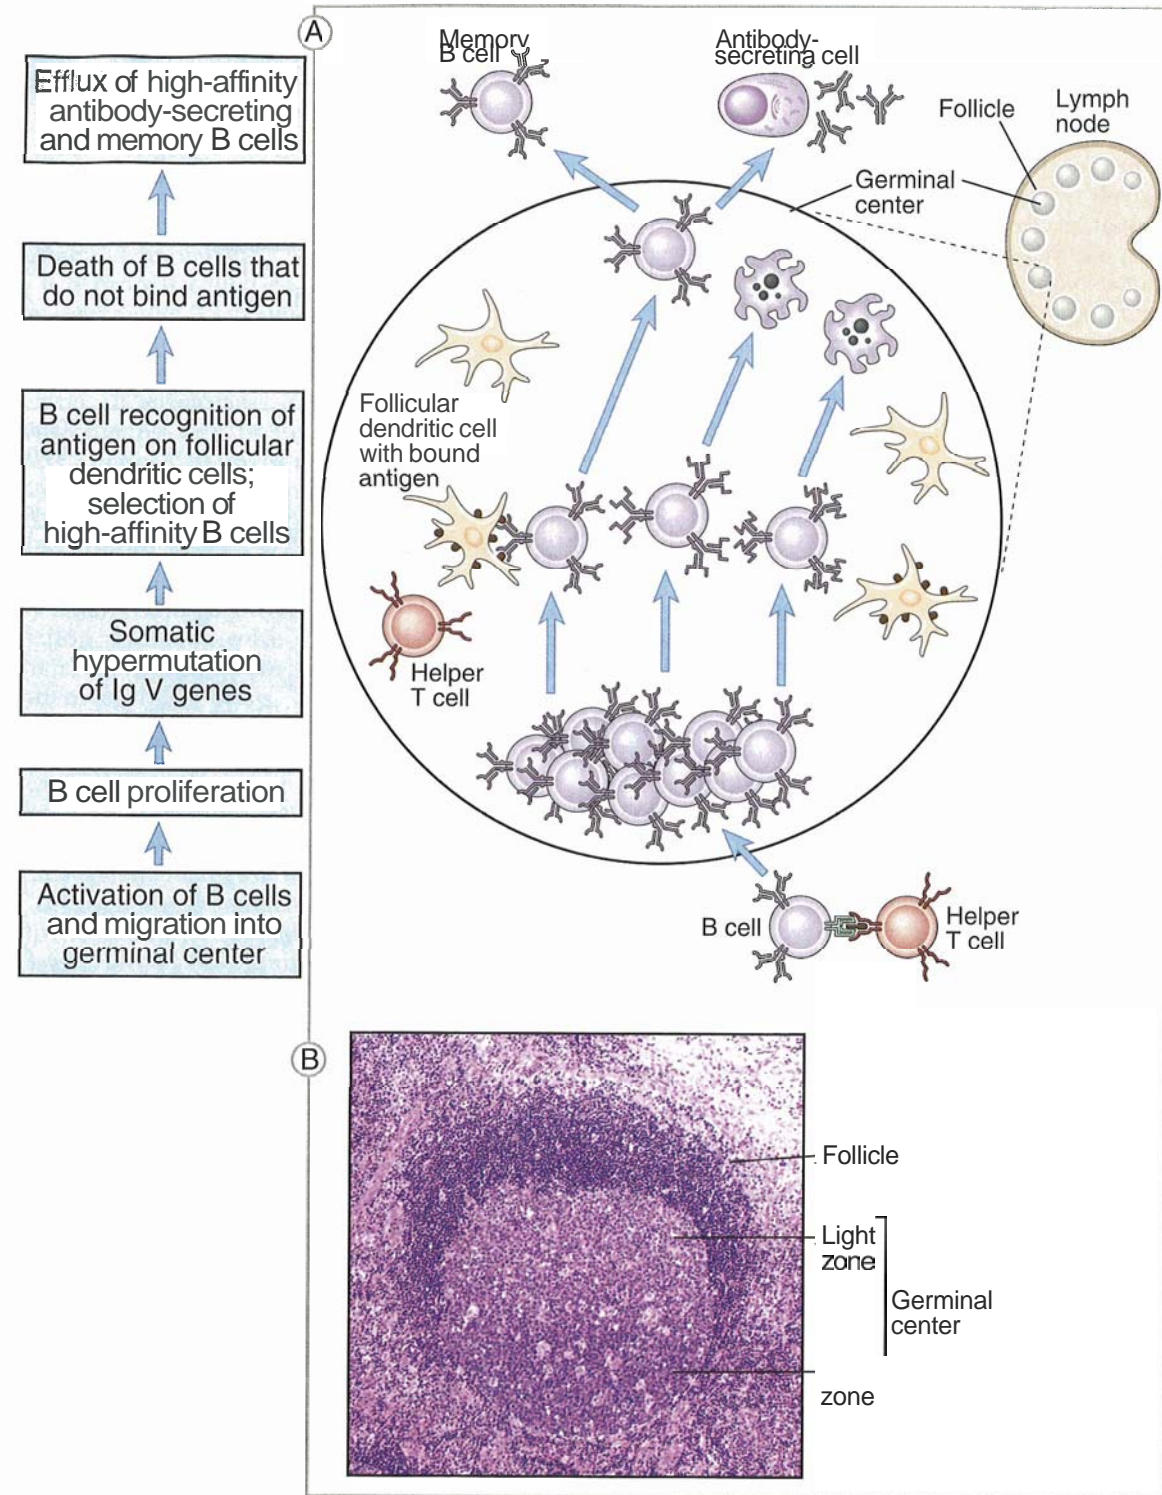 A
Efflux of high-affinity
antibody-secreting
and memory B cells
Death of B cells that
do not bind antigen
B cell recognition of
antigen on follicular
dendritic cells;
selection of
high-affinity B cells
Somatic
hypermutation
of Ig V genes
B cell proliferation
Activation of B cells
and migration into
germinal center
Memory
B cell
Antibody-
secreting cell
Follicle
Lymph
node
Germinal
center
Follicular
dendritic cell
with bound
antigen
Helper
T cell
B cell
Helper
T cell
B
Follicle
Light
zone
Germinal
center
zone